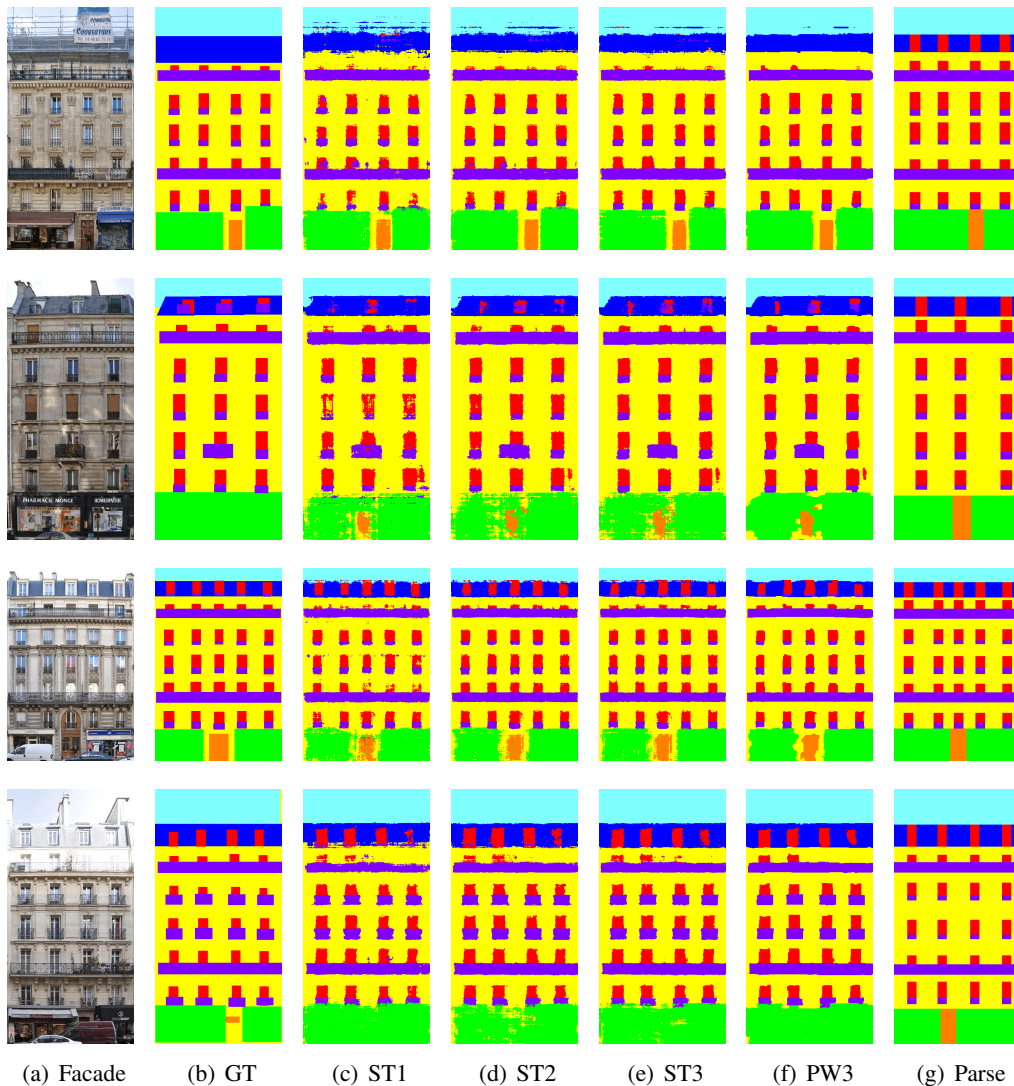 COUVERTURE
PHARMACIE MONGE
(a) Facade (b) GT (c) ST1 (d) ST2 (e) ST3 (f) PW3 (g) Parse